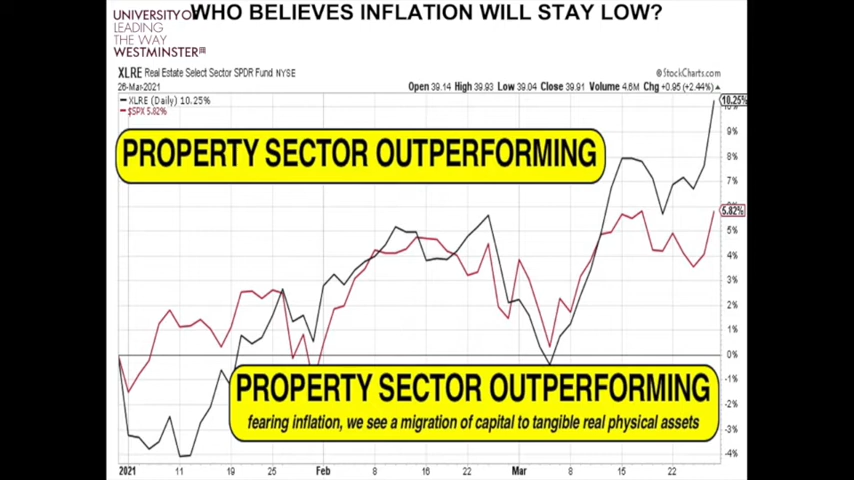 WHO BELIEVES INFLATION WILL STAY LOW?
UNIVERSITY OF
LEADING
THE WAY
WESTMINSTER
XLRE Real Estate Select Sector SPDR Fund NYSE
© StockCharts.com
26-Mar-2021
Open 39.14 High 39.93 Low 39.04 Close 39.91 Volume 4.6M Chg +0.95 (+2.44%)
XLRE (Daily) 10.25%
$SPX 5.82%
10.25%
10%
9%
PROPERTY SECTOR OUTPERFORMING
8%
7%
6%
5.82%
5%
4%
3%
2%
1%
0%
-1%
PROPERTY SECTOR OUTPERFORMING
-2%
fearing inflation, we see a migration of capital to tangible real physical assets
-3%
-4%
2021 11 19 25 Feb 8 16 22 Mar 8 15 22